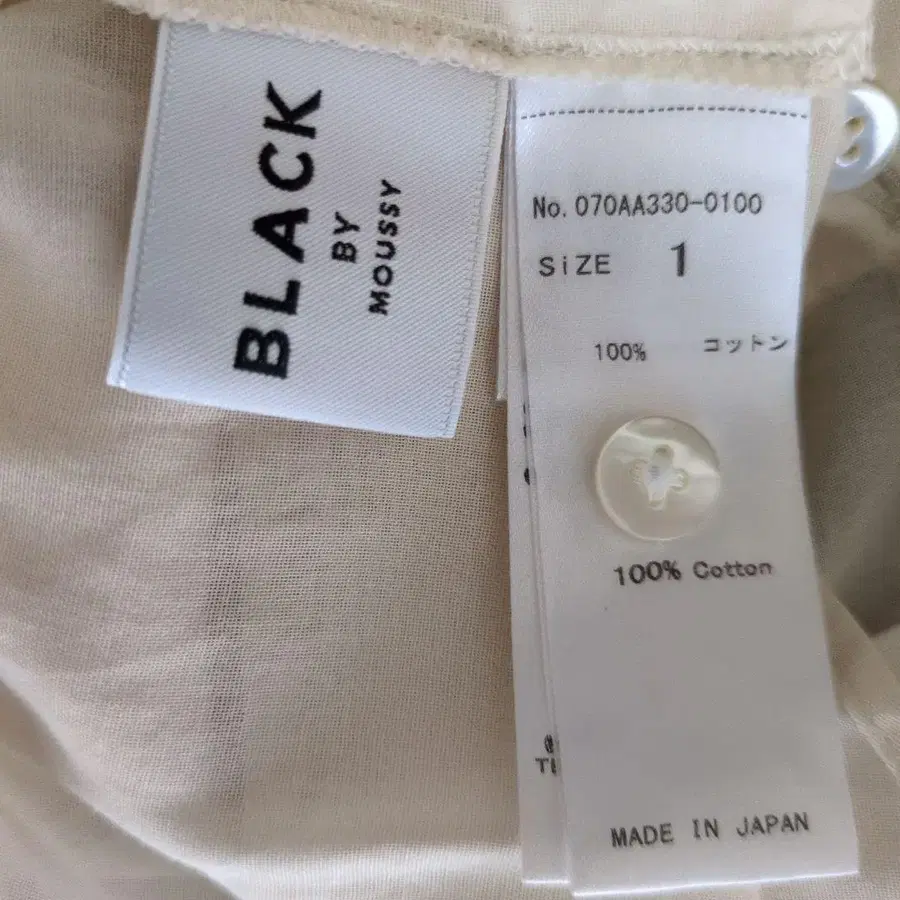 BLACK
BY
MOUSSY
No. 070AA330-0100
SiZE 1
100% コットン
100% Cotton
MADE IN JAPAN